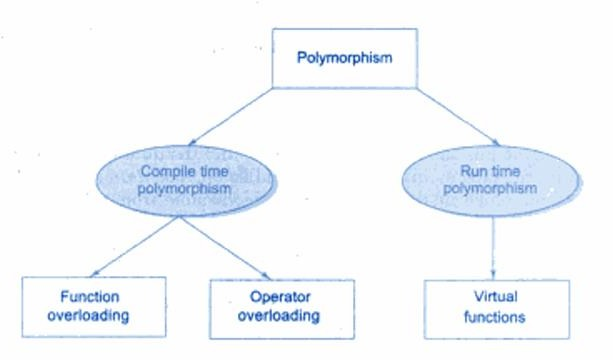 Polymorphism
Compile time
polymorphism
Run time
polymorphism
Function
overloading
Operator
overloading
Virtual
functions